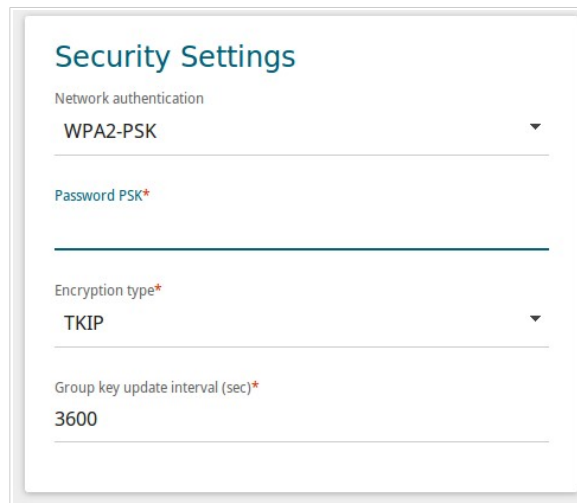 Security Settings
Network authentication
WPA2-PSK
Password PSK*
Encryption type*
TKIP
Group key update interval (sec)*
3600